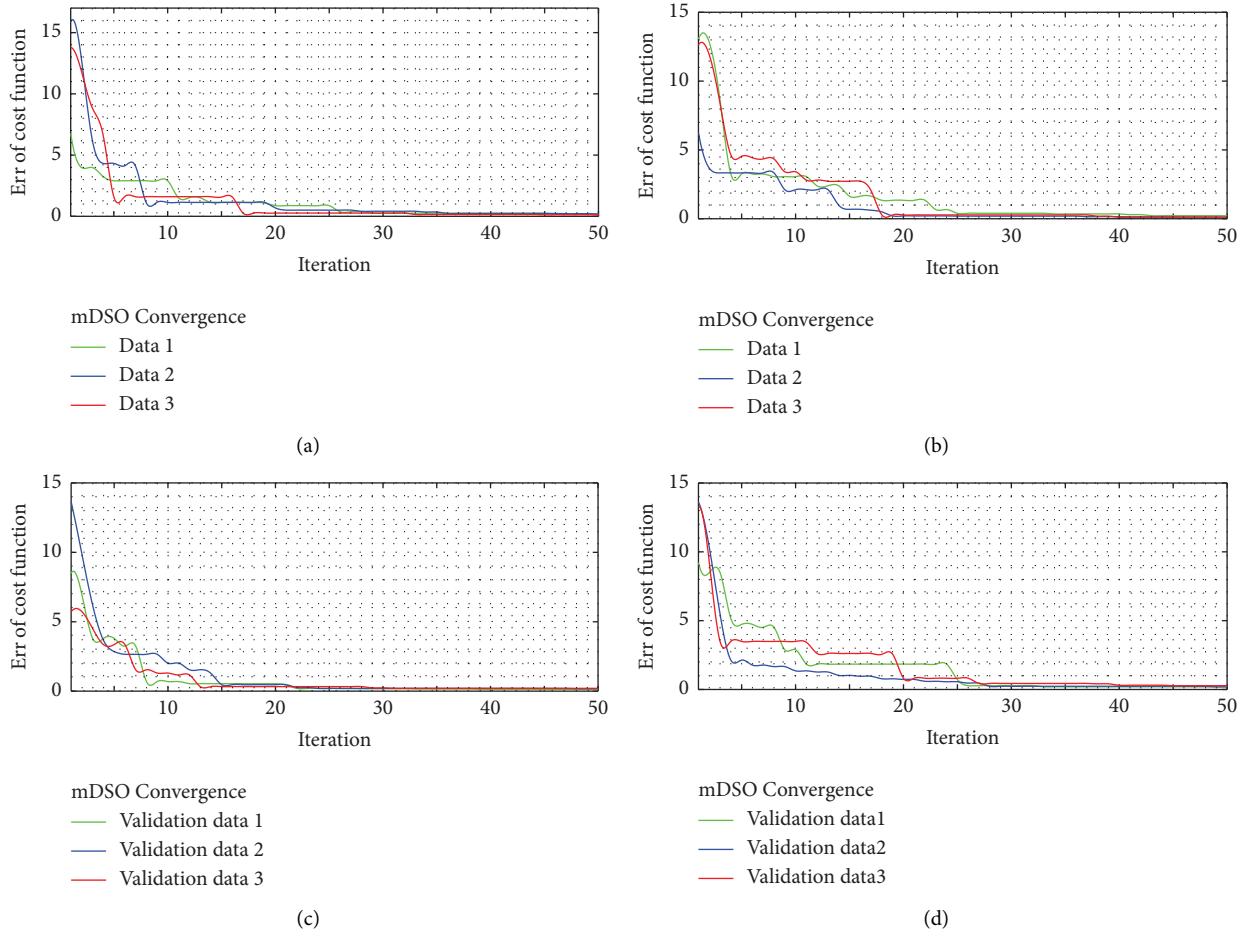 Err of cost function
15
10
5
0
10 20 30 40 50
Iteration
mDSO Convergence
Data 1
Data 2
Data 3
(a)
Err of cost function
15
10
5
0
10 20 30 40 50
Iteration
mDSO Convergence
Data 1
Data 2
Data 3
(b)
Err of cost function
15
10
5
0
10 20 30 40 50
Iteration
mDSO Convergence
Validation data 1
Validation data 2
Validation data 3
(c)
Err of cost function
15
10
5
0
10 20 30 40 50
Iteration
mDSO Convergence
Validation data1
Validation data2
Validation data3
(d)